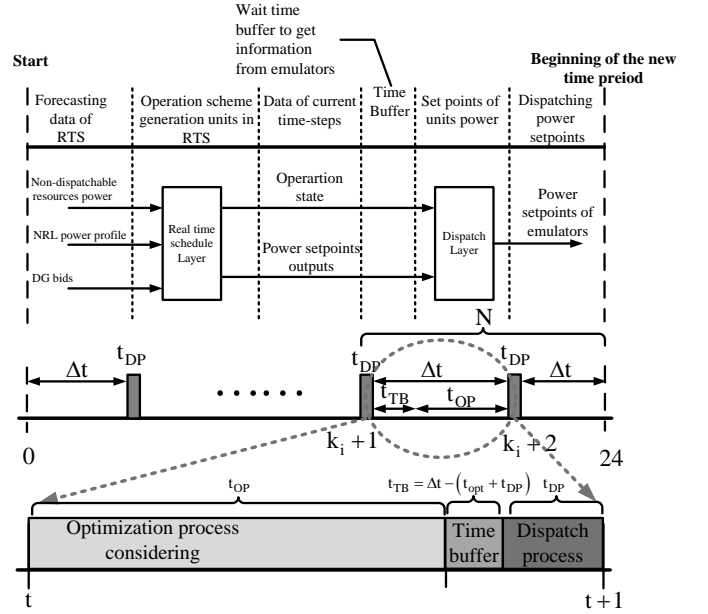 Wait time
buffer to get
information
from emulators
Start
Beginning of the new
time preiod
Forecasting
data of
RTS
Operation scheme
generation units in
RTS
Data of current
time-steps
Time
Buffer
Set points of
units power
Dispatching
power
setpoints
Non-dispatchable
resources power
NRL power profile
DG bids
Real time
schedule
Layer
Operartion
state
Power setpoints
outputs
Dispatch
Layer
Power
setpoints of
emulators
N
t_DP
t_DP
t_DP
Δt
......
Δt
Δt
t_TB
t_OP
0
k_i + 1
k_i + 2
24
t_OP
t_TB = Δt − (t_opt + t_DP)
t_DP
Optimization process
considering
Time
buffer
Dispatch
process
t
t+1